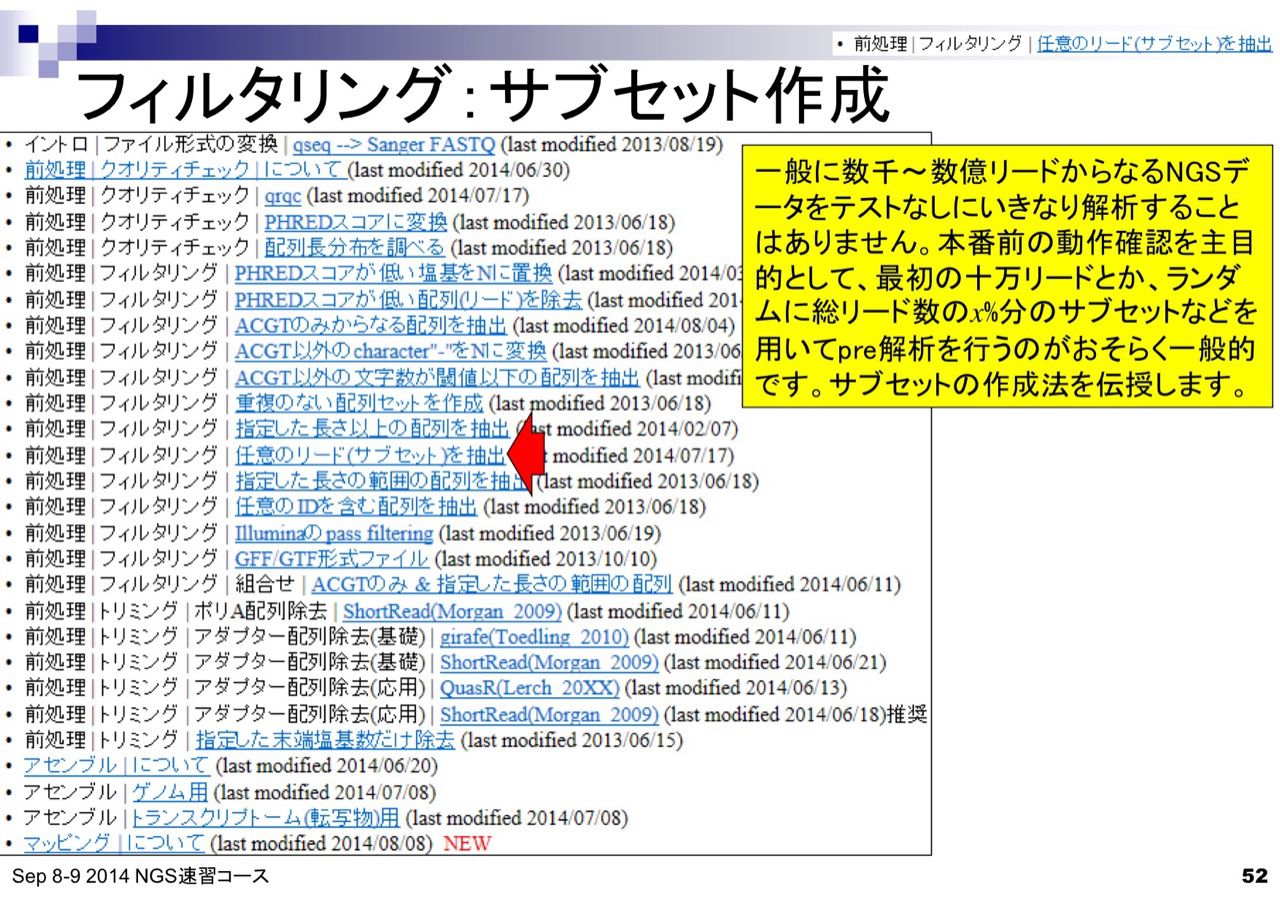 • 前処理|フィルタリング|任意のリード(サブセット)を抽出
フィルタリング:サブセット作成
• イントロ|ファイル形式の変換|qseq --> Sanger FASTQ (last modified 2013/08/19)
• 前処理|クオリティチェック|について (last modified 2014/06/30)
• 前処理|クオリティチェック|qrqc (last modified 2014/07/17)
• 前処理|クオリティチェック|PHREDスコアに変換 (last modified 2013/06/18)
• 前処理|クオリティチェック|配列長分布を調べる (last modified 2013/06/18)
• 前処理|フィルタリング|PHREDスコアが低い塩基をNに置換 (last modified 2014/03
• 前処理|フィルタリング|PHREDスコアが低い配列(リード)を除去 (last modified 201
• 前処理|フィルタリング|ACGTのみからなる配列を抽出 (last modified 2014/08/04)
• 前処理|フィルタリング|ACGT以外のcharacter"-"をNに変換 (last modified 2013/06
• 前処理|フィルタリング|ACGT以外の文字数が閾値以下の配列を抽出 (last modifi
• 前処理|フィルタリング|重複のない配列セットを作成 (last modified 2013/06/18)
• 前処理|フィルタリング|指定した長さ以上の配列を抽出 (last modified 2014/02/07)
• 前処理|フィルタリング|任意のリード(サブセット)を抽出 modified 2014/07/17)
• 前処理|フィルタリング|指定した長さの範囲の配列を抽出 (last modified 2013/06/18)
• 前処理|フィルタリング|任意のIDを含む配列を抽出 (last modified 2013/06/18)
• 前処理|フィルタリング|Illuminaのpass filtering (last modified 2013/06/19)
• 前処理|フィルタリング|GFF/GTF形式ファイル (last modified 2013/10/10)
• 前処理|フィルタリング|組合せ|ACGTのみ & 指定した長さの範囲の配列 (last modified 2014/06/11)
• 前処理|トリミング|ポリA配列除去|ShortRead(Morgan_2009) (last modified 2014/06/11)
• 前処理|トリミング|アダプター配列除去(基礎)|girafe(Toedling_2010) (last modified 2014/06/11)
• 前処理|トリミング|アダプター配列除去(基礎)|ShortRead(Morgan_2009) (last modified 2014/06/21)
• 前処理|トリミング|アダプター配列除去(応用)|QuasR(Lerch_20XX) (last modified 2014/06/13)
• 前処理|トリミング|アダプター配列除去(応用)|ShortRead(Morgan_2009) (last modified 2014/06/18)推奨
• 前処理|トリミング|指定した末端塩基数だけ除去 (last modified 2013/06/15)
• アセンブル|について (last modified 2014/06/20)
• アセンブル|ゲノム用 (last modified 2014/07/08)
• アセンブル|トランスクリプトーム(転写物)用 (last modified 2014/07/08)
• マッピング|について (last modified 2014/08/08) NEW
一般に数千~数億リードからなるNGSデ
ータをテストなしにいきなり解析すること
はありません。本番前の動作確認を主目
的として、最初の十万リードとか、ランダ
ムに総リード数のx%分のサブセットなどを
用いてpre解析を行うのがおそらく一般的
です。サブセットの作成法を伝授します。
Sep 8-9 2014 NGS速習コース
52